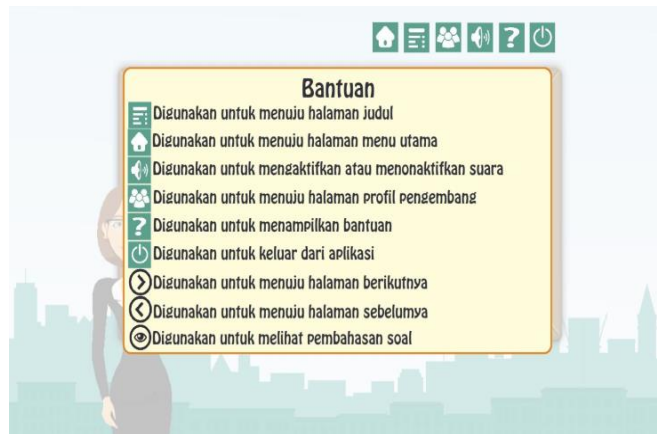 ?
Bantuan
Digunakan untuk menuju halaman judul
Digunakan untuk menuju halaman menu utama
Digunakan untuk mengaktifkan atau menonaktifkan suara
Digunakan untuk menuju halaman profil pengembang
? Digunakan untuk menampilkan bantuan
Digunakan untuk keluar dari aplikasi
Digunakan untuk menuju halaman berikutnya
Digunakan untuk menuju halaman sebelumya
Digunakan untuk melihat pembahasan soal